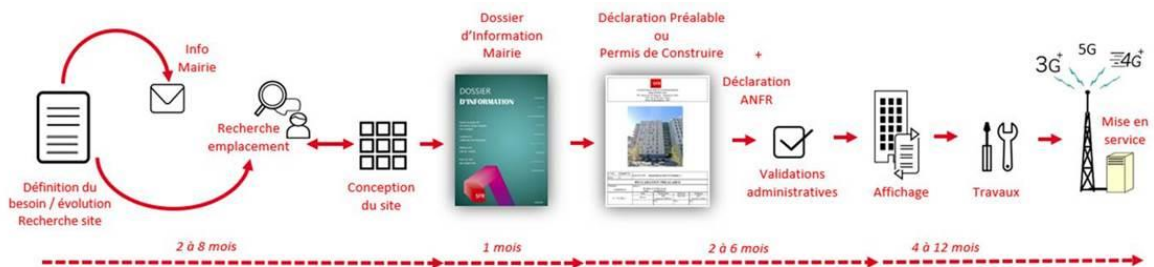 Définition du
besoin / évolution
Recherche site
Info
Mairie
Recherche
emplacement
Conception
du site
Dossier
d'Information
Mairie
DOSSIER
D'INFORMATION
SFR
Déclaration Préalable
ou
Permis de Construire
+
Déclaration
ANFR
SFR
Validations
administratives
Affichage
Travaux
3G+
5G
4G+
Mise en
service
2 à 8 mois
1 mois
2 à 6 mois
4 à 12 mois